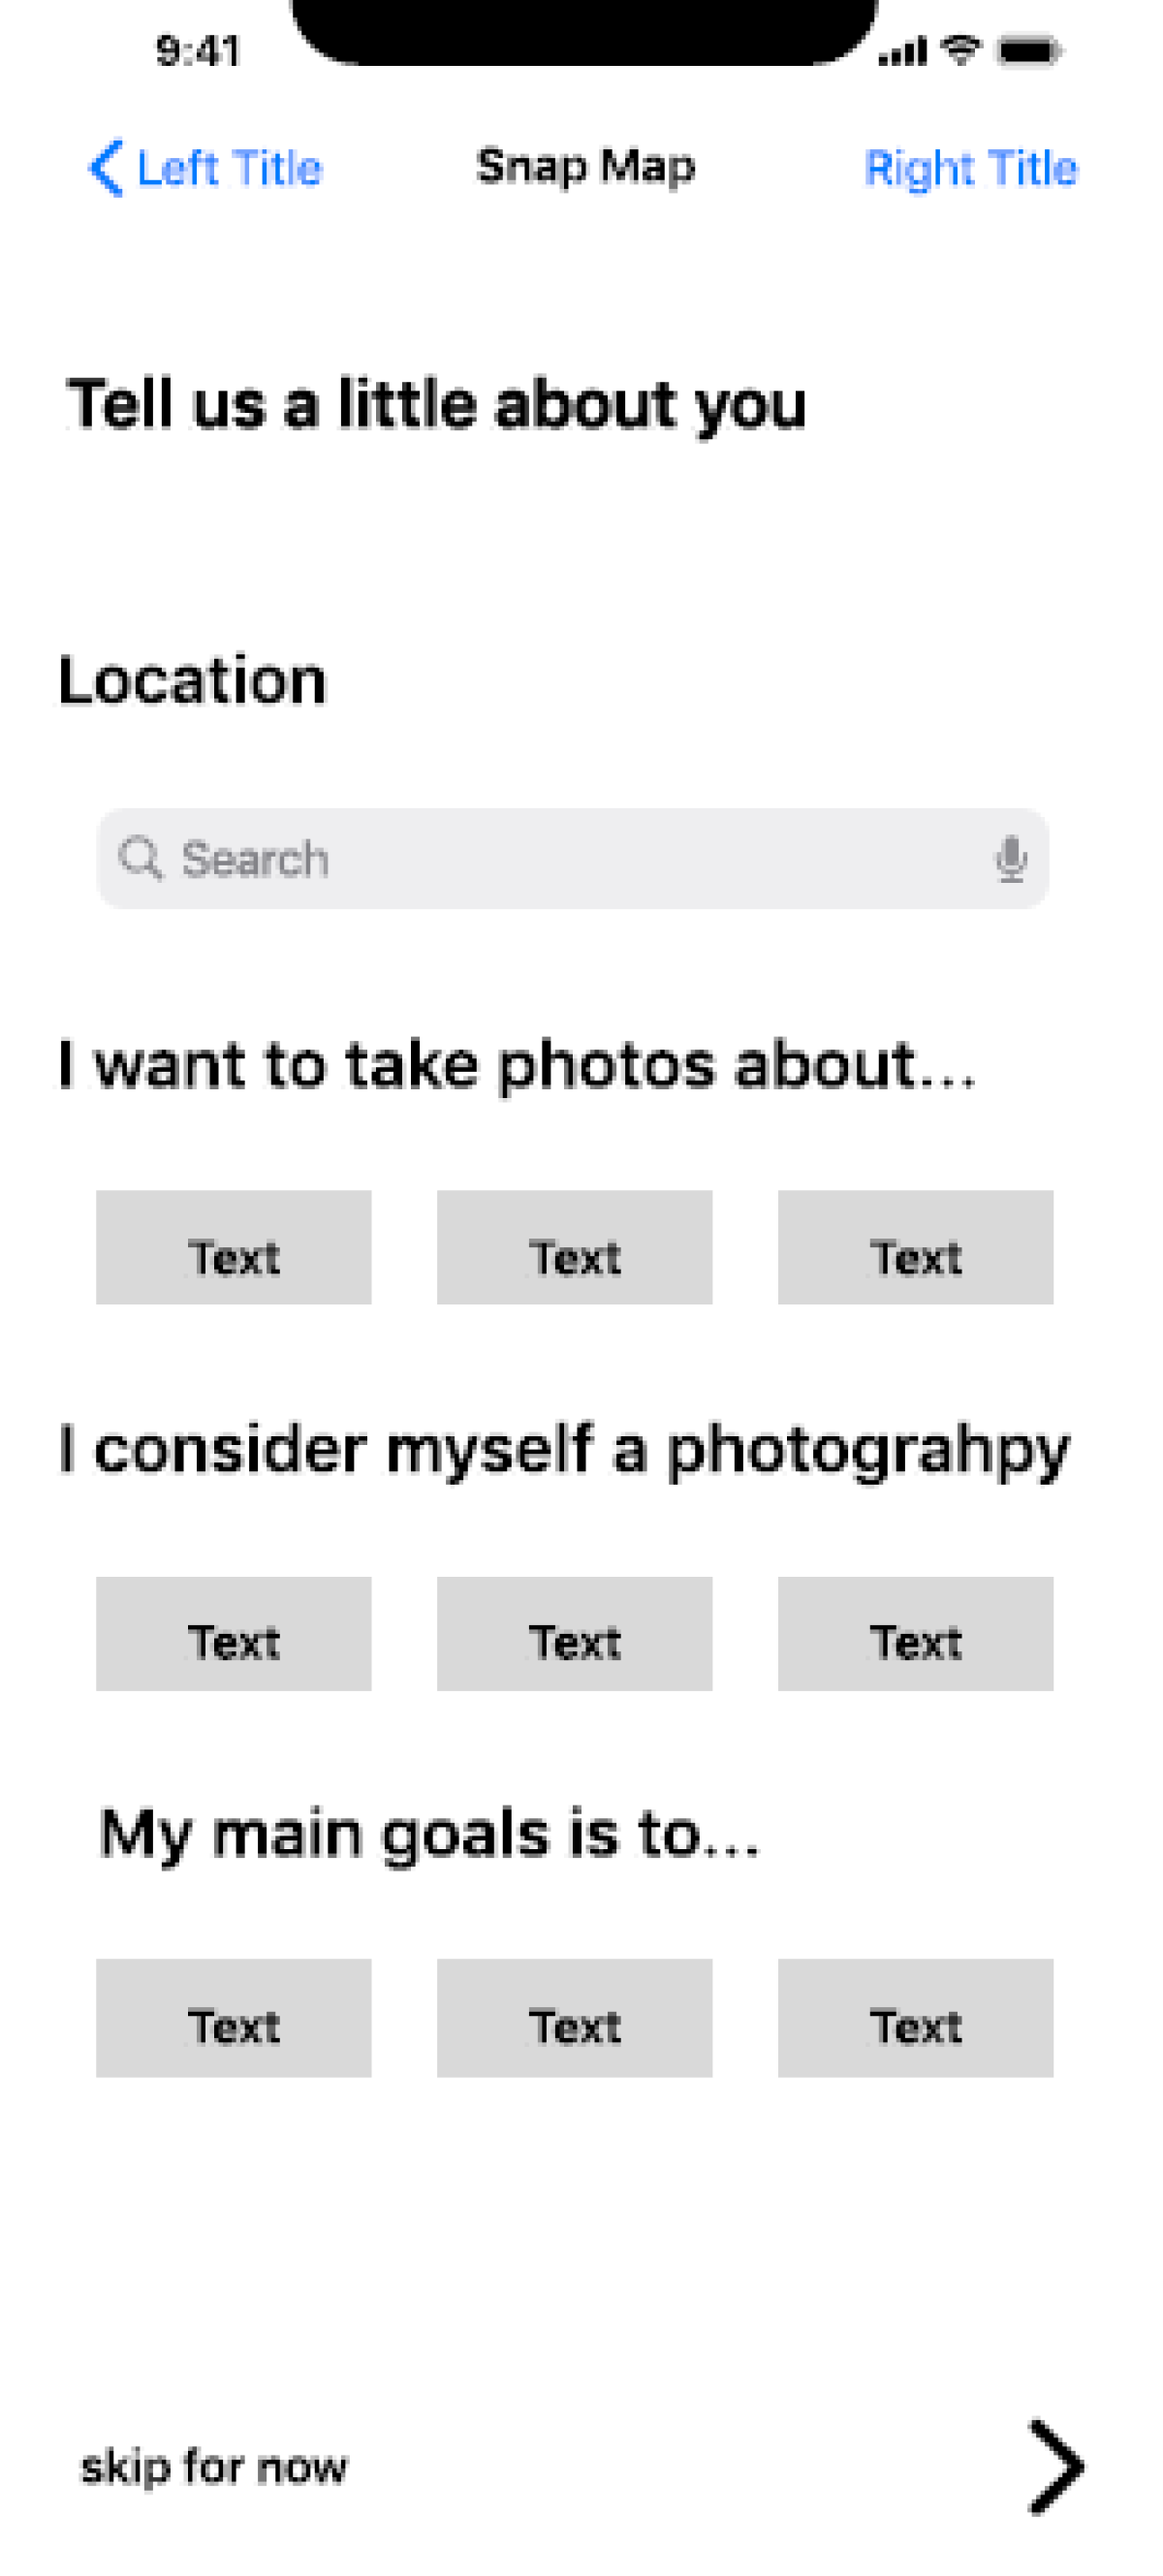 9:41
Left Title Snap Map Right Title
Tell us a little about you
Location
Search
I want to take photos about...
Text Text Text
I consider myself a photograhpy
Text Text Text
My main goals is to...
Text Text Text
skip for now